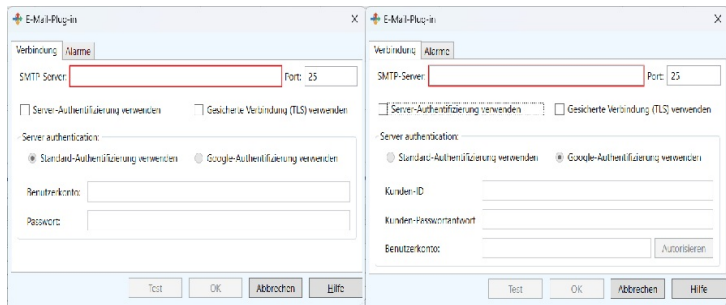 E-Mail-Plug-in X
Verbindung Alarme
SMTP Server: Port: 25
Server-Authentifizierung verwenden Gesicherte Verbindung (TLS) verwenden
Server authentication:
Standard-Authentifizierung verwenden Google-Authentifizierung verwenden
Benutzerkonto:
Passwort:
Test OK Abbrechen Hilfe
E-Mail-Plug-in X
Verbindung Alarme
SMTP-Server: Port: 25
Server-Authentifizierung verwenden Gesicherte Verbindung (TLS) verwenden
Server authentication:
Standard-Authentifizierung verwenden Google-Authentifizierung verwenden
Kunden-ID
Kunden-Passwortantwort
Benutzerkonto: Autorisieren
Test OK Abbrechen Hilfe